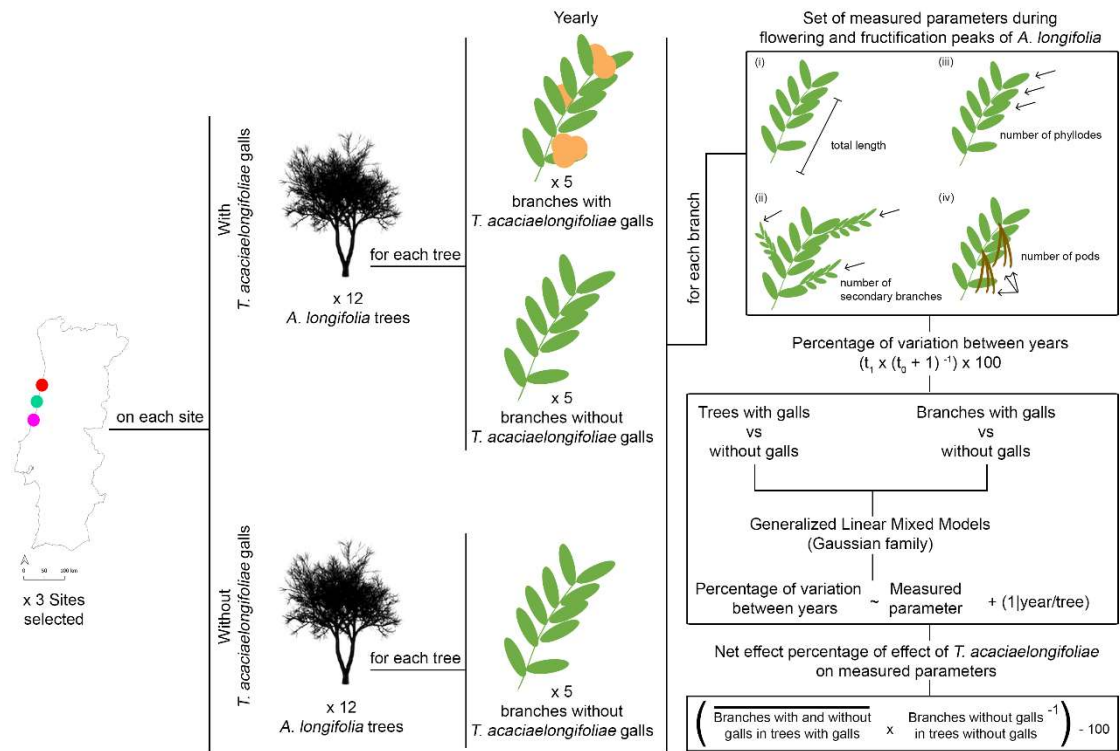 0 50 100 km
x 3 Sites
selected
on each site
With
T. acaciaelongifoliae galls
x 12
A. longifolia trees
for each tree
Without
T. acaciaelongifoliae galls
x 12
A. longifolia trees
for each tree
Yearly
x 5
branches with
T. acaciaelongifoliae galls
x 5
branches without
T. acaciaelongifoliae galls
x 5
branches without
T. acaciaelongifoliae galls
for each branch
Set of measured parameters during
flowering and fructification peaks of A. longifolia
(i)
total length
(iii)
number of phyllodes
(ii)
number of
secondary branches
(iv)
number of pods
Percentage of variation between years
(t₁ x (t₀ + 1) ⁻¹) x 100
Trees with galls
vs
without galls
Branches with galls
vs
without galls
Generalized Linear Mixed Models
(Gaussian family)
Percentage of variation
between years
~
Measured
parameter
+ (1|year/tree)
Net effect percentage of effect of T. acaciaelongifoliae
on measured parameters
(
Branches with and without
galls in trees with galls
x
Branches without galls
in trees without galls
⁻¹
) - 100